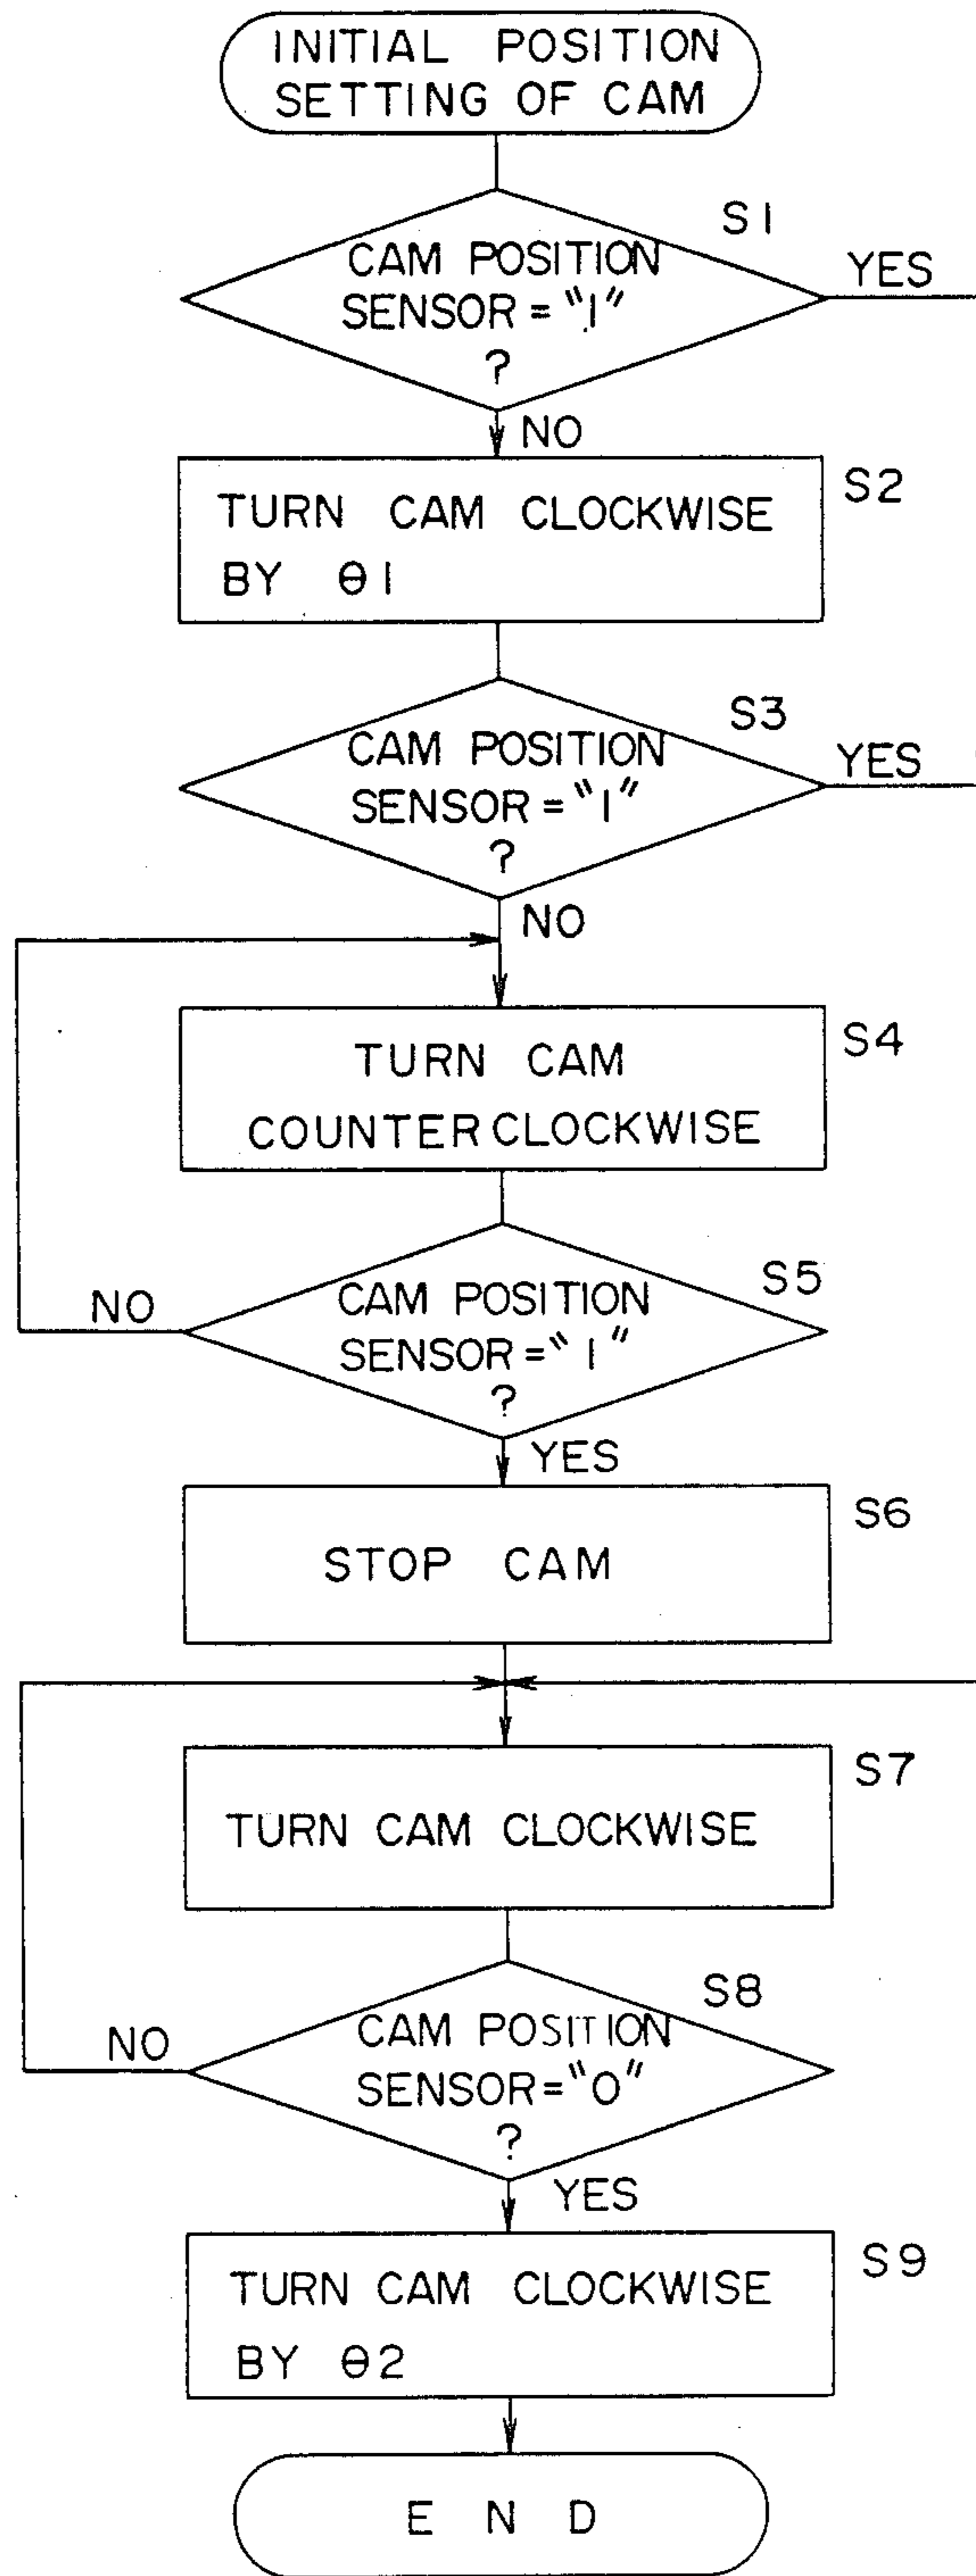 INITIAL POSITION
SETTING OF CAM
S1
CAM POSITION
SENSOR = "1"
?
YES
NO
S2
TURN CAM CLOCKWISE
BY θ1
S3
CAM POSITION
SENSOR = "1"
?
YES
NO
S4
TURN CAM
COUNTERCLOCKWISE
S5
CAM POSITION
SENSOR = "1"
?
NO
YES
S6
STOP CAM
S7
TURN CAM CLOCKWISE
S8
CAM POSITION
SENSOR = "0"
?
NO
YES
S9
TURN CAM CLOCKWISE
BY θ2
END